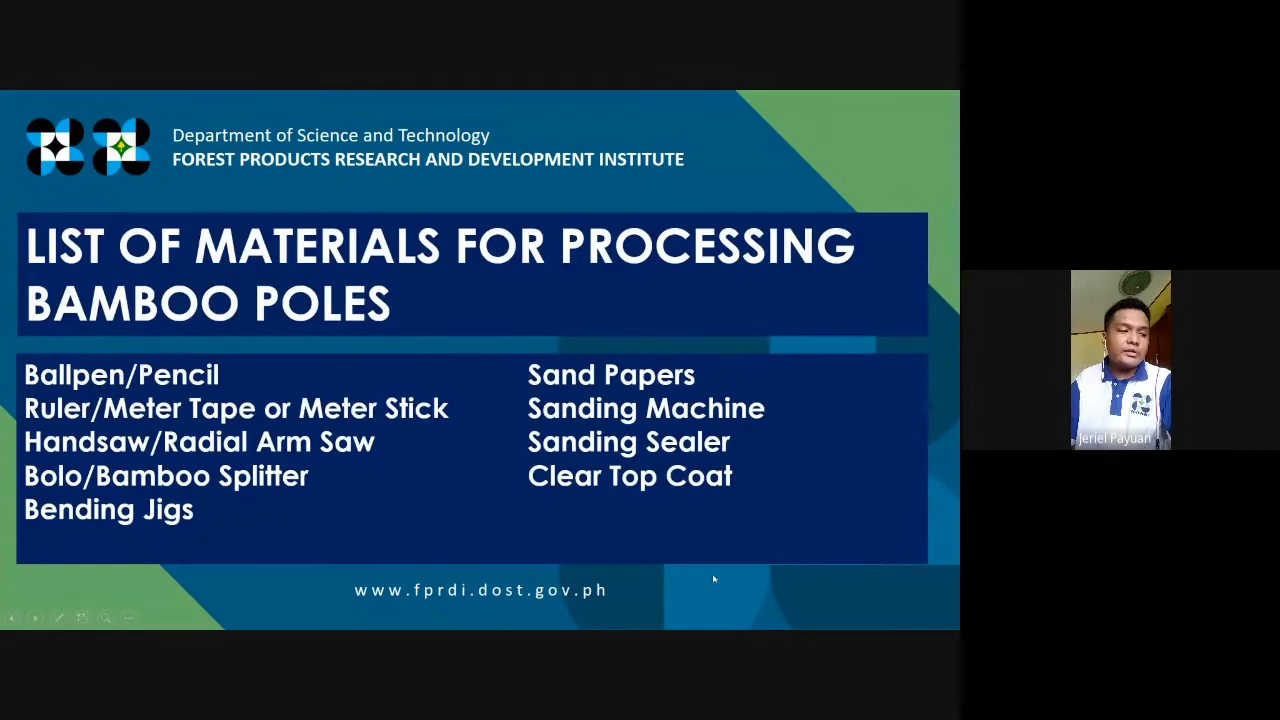 Department of Science and Technology
FOREST PRODUCTS RESEARCH AND DEVELOPMENT INSTITUTE
LIST OF MATERIALS FOR PROCESSING
BAMBOO POLES
Ballpen/Pencil
Ruler/Meter Tape or Meter Stick
Handsaw/Radial Arm Saw
Bolo/Bamboo Splitter
Bending Jigs
Sand Papers
Sanding Machine
Sanding Sealer
Clear Top Coat
www.fprdi.dost.gov.ph
Jeriel Payuan